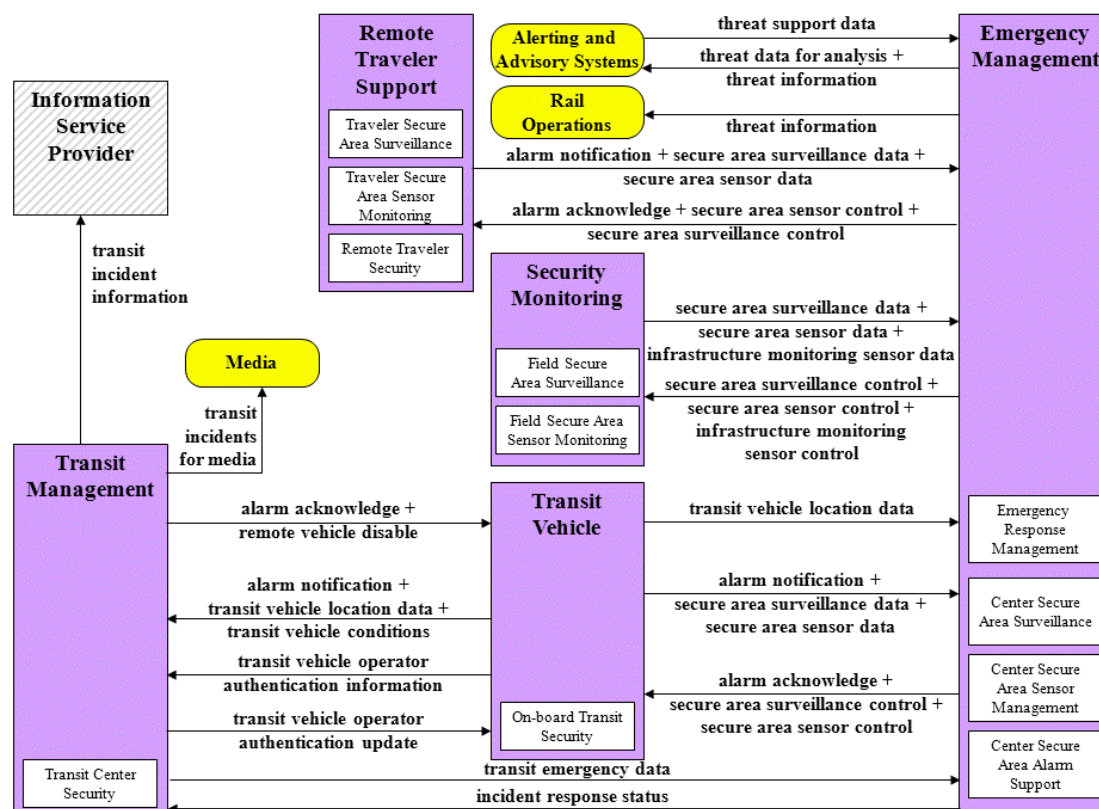 Remote
Traveler
Support
Traveler Secure
Area Surveillance
Traveler Secure
Area Sensor
Monitoring
Remote Traveler
Security
Alerting and
Advisory Systems
Rail
Operations
threat support data
threat data for analysis +
threat information
threat information
Emergency
Management
alarm notification + secure area surveillance data +
secure area sensor data
alarm acknowledge + secure area sensor control +
secure area surveillance control
Information
Service
Provider
transit
incident
information
Security
Monitoring
Field Secure
Area Surveillance
Field Secure Area
Sensor Monitoring
secure area surveillance data +
secure area sensor data +
infrastructure monitoring sensor data
secure area surveillance control +
secure area sensor control +
infrastructure monitoring
sensor control
Media
transit
incidents
for media
Transit
Management
alarm acknowledge +
remote vehicle disable
Transit
Vehicle
transit vehicle location data
Emergency
Response
Management
alarm notification +
transit vehicle location data +
transit vehicle conditions
alarm notification +
secure area surveillance data +
secure area sensor data
Center Secure
Area Surveillance
transit vehicle operator
authentication information
alarm acknowledge +
secure area surveillance control +
secure area sensor control
Center Secure
Area Sensor
Management
transit vehicle operator
authentication update
On-board Transit
Security
Center Secure
Area Alarm
Support
Transit Center
Security
transit emergency data
incident response status